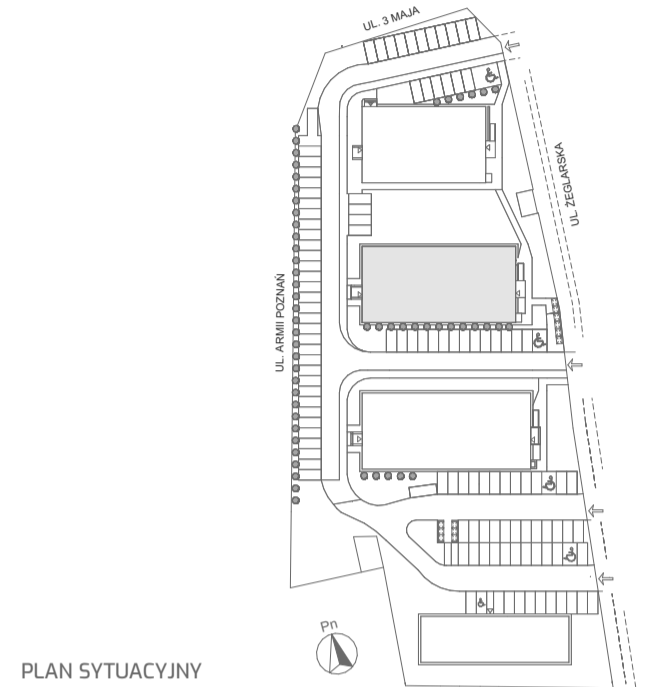 UL. 3 MAJA
UL. ŻEGLARSKA
UL. ARMII POZNAŃ
Pn
PLAN SYTUACYJNY